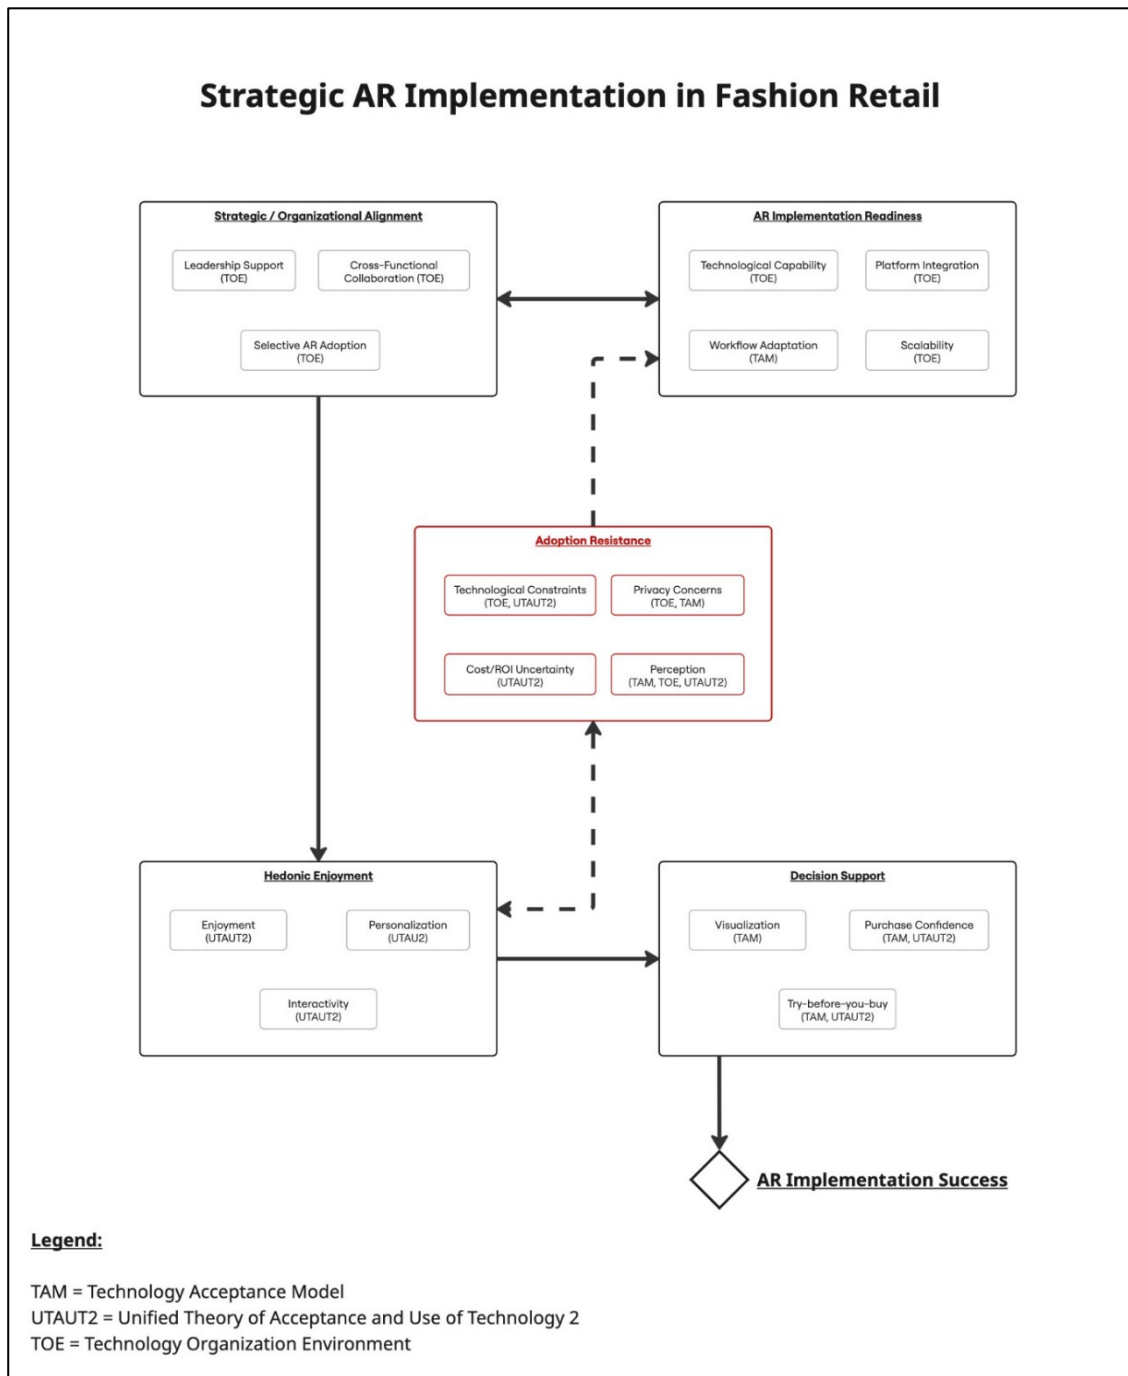 Strategic AR Implementation in Fashion Retail
Strategic / Organizational Alignment
Leadership Support
(TOE)
Cross-Functional
Collaboration (TOE)
Selective AR Adoption
(TOE)
AR Implementation Readiness
Technological Capability
(TOE)
Platform Integration
(TOE)
Workflow Adaptation
(TAM)
Scalability
(TOE)
Adoption Resistance
Technological Constraints
(TOE, UTAUT2)
Privacy Concerns
(TOE, TAM)
Cost/ROI Uncertainty
(UTAUT2)
Perception
(TAM, TOE, UTAUT2)
Hedonic Enjoyment
Enjoyment
(UTAUT2)
Personalization
(UTAU2)
Interactivity
(UTAUT2)
Decision Support
Visualization
(TAM)
Purchase Confidence
(TAM, UTAUT2)
Try-before-you-buy
(TAM, UTAUT2)
AR Implementation Success
Legend:
TAM = Technology Acceptance Model
UTAUT2 = Unified Theory of Acceptance and Use of Technology 2
TOE = Technology Organization Environment